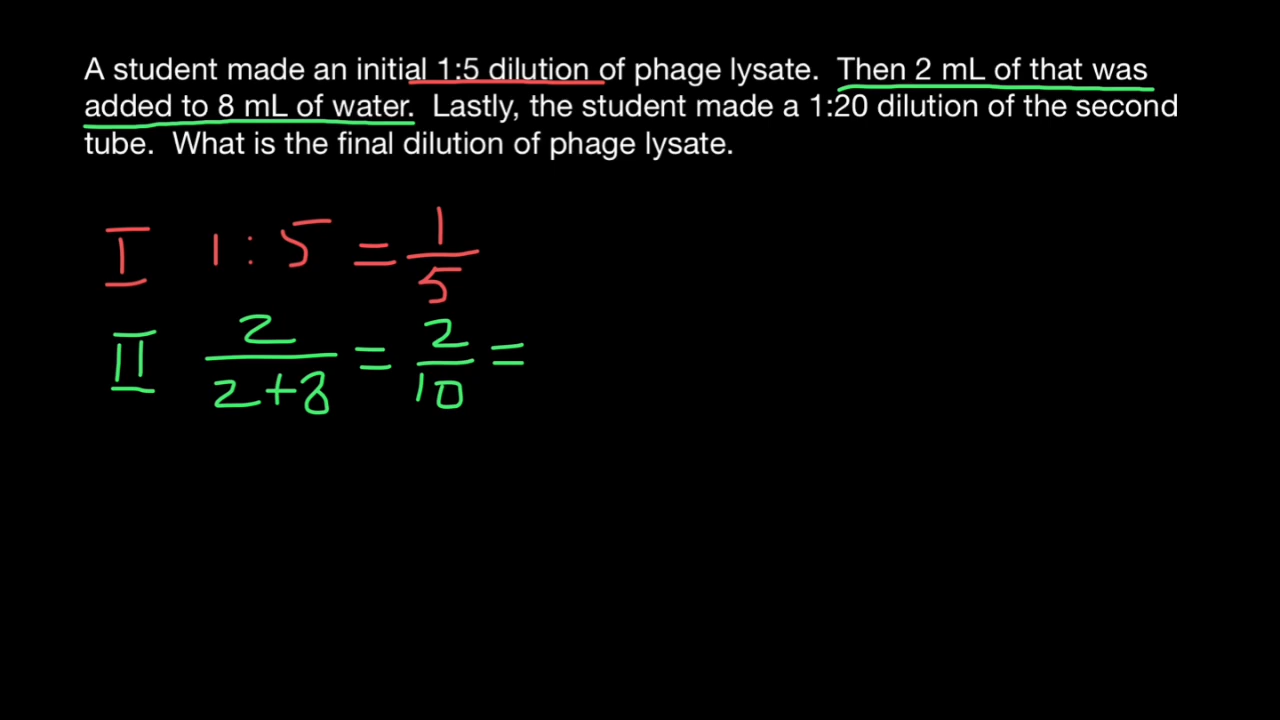 A student made an initial 1:5 dilution of phage lysate. Then 2 mL of that was
added to 8 mL of water. Lastly, the student made a 1:20 dilution of the second
tube. What is the final dilution of phage lysate.
I 1:5 = 1/5
II 2/(2+8) = 2/10 =